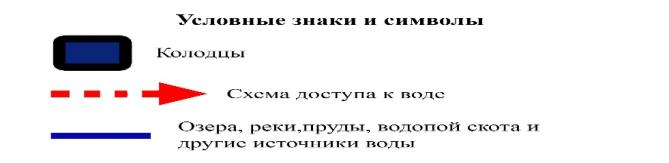 Условные знаки и символы
Колодцы
Схема доступа к воде
Озера, реки,пруды, водопой скота и
другие источники воды